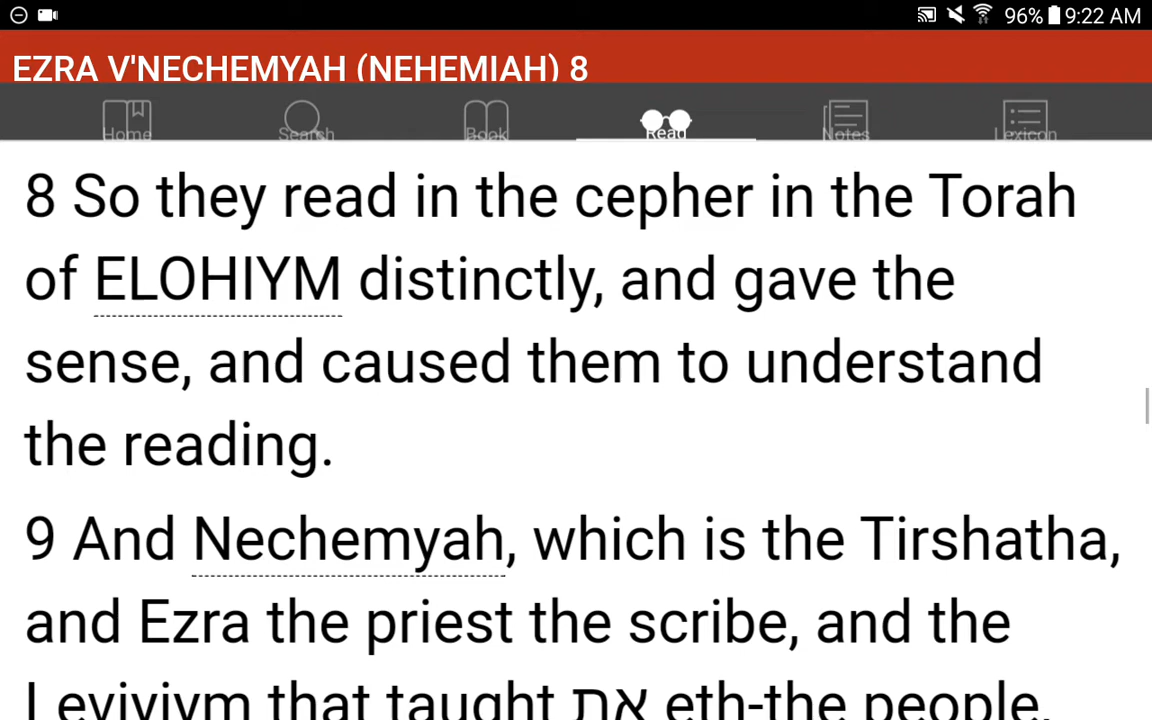 96% 9:22 AM
EZRA V'NECHEMYAH (NEHEMIAH) 8
Home Search Book Read Notes Lexicon
8 So they read in the cepher in the Torah
of ELOHIYM distinctly, and gave the
sense, and caused them to understand
the reading.
9 And Nechemyah, which is the Tirshatha,
and Ezra the priest the scribe, and the
Leviyiym that taught את eth-the people,